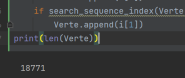 if search_sequence_index(Verte
Verte.append(i[1])
print(len(Verte))
18771